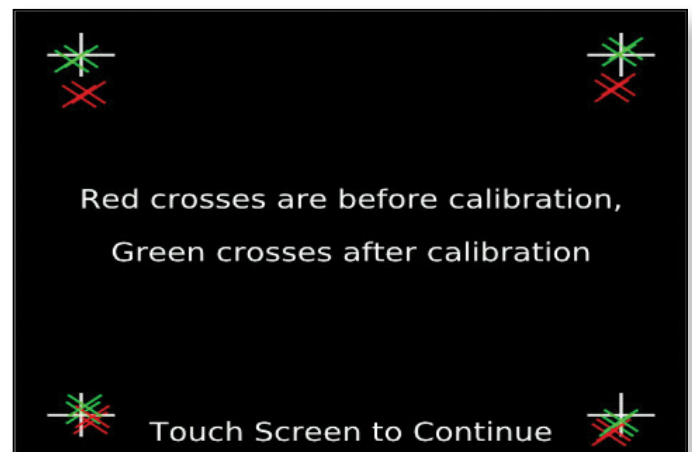 Red crosses are before calibration,
Green crosses after calibration
Touch Screen to Continue